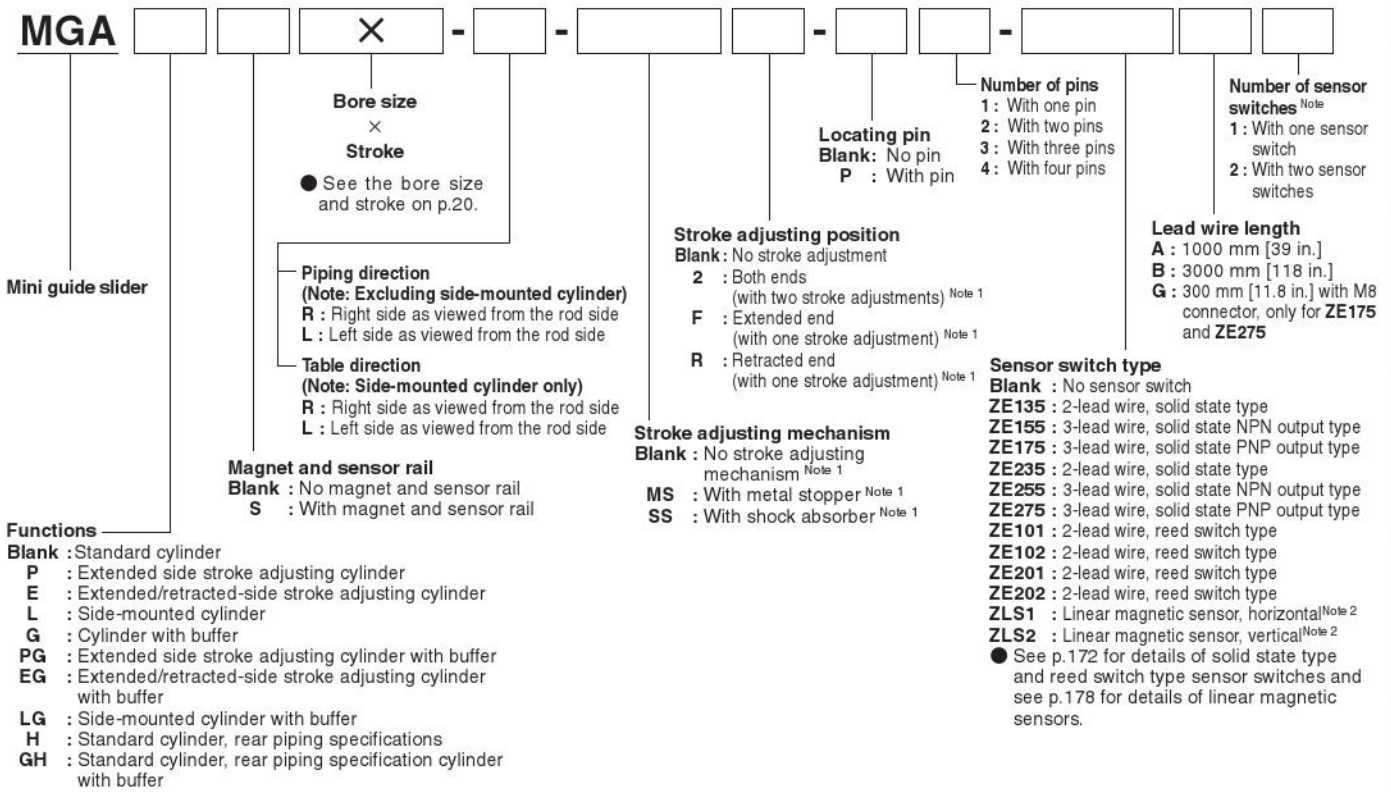 MGA × - - - -
Bore size
×
Stroke
● See the bore size
and stroke on p.20.
Number of pins
1 : With one pin
2 : With two pins
3 : With three pins
4 : With four pins
Number of sensor
switches Note
1 : With one sensor
switch
2 : With two sensor
switches
Locating pin
Blank : No pin
P : With pin
Lead wire length
A : 1000 mm [39 in.]
B : 3000 mm [118 in.]
G : 300 mm [11.8 in.] with M8
connector, only for ZE175
and ZE275
Stroke adjusting position
Blank : No stroke adjustment
2 : Both ends
(with two stroke adjustments) Note 1
F : Extended end
(with one stroke adjustment) Note 1
R : Retracted end
(with one stroke adjustment) Note 1
Mini guide slider
Piping direction
(Note: Excluding side-mounted cylinder)
R : Right side as viewed from the rod side
L : Left side as viewed from the rod side
Table direction
(Note: Side-mounted cylinder only)
R : Right side as viewed from the rod side
L : Left side as viewed from the rod side
Sensor switch type
Blank : No sensor switch
ZE135 : 2-lead wire, solid state type
ZE155 : 3-lead wire, solid state NPN output type
ZE175 : 3-lead wire, solid state PNP output type
ZE235 : 2-lead wire, solid state type
ZE255 : 3-lead wire, solid state NPN output type
ZE275 : 3-lead wire, solid state PNP output type
ZE101 : 2-lead wire, reed switch type
ZE102 : 2-lead wire, reed switch type
ZE201 : 2-lead wire, reed switch type
ZE202 : 2-lead wire, reed switch type
ZLS1 : Linear magnetic sensor, horizontal Note 2
ZLS2 : Linear magnetic sensor, vertical Note 2
● See p.172 for details of solid state type
and reed switch type sensor switches and
see p.178 for details of linear magnetic
sensors.
Stroke adjusting mechanism
Blank : No stroke adjusting
mechanism Note 1
MS : With metal stopper Note 1
SS : With shock absorber Note 1
Magnet and sensor rail
Blank : No magnet and sensor rail
S : With magnet and sensor rail
Functions
Blank : Standard cylinder
P : Extended side stroke adjusting cylinder
E : Extended/retracted-side stroke adjusting cylinder
L : Side-mounted cylinder
G : Cylinder with buffer
PG : Extended side stroke adjusting cylinder with buffer
EG : Extended/retracted-side stroke adjusting cylinder
with buffer
LG : Side-mounted cylinder with buffer
H : Standard cylinder, rear piping specifications
GH : Standard cylinder, rear piping specification cylinder
with buffer